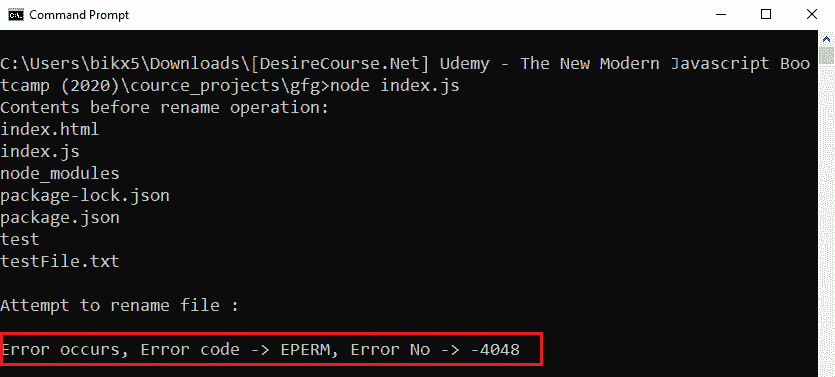 Command Prompt
C:\Users\bikx5\Downloads\[DesireCourse.Net] Udemy - The New Modern Javascript Boo
tcamp (2020)\cource_projects\gfg>node index.js
Contents before rename operation:
index.html
index.js
node_modules
package-lock.json
package.json
test
testFile.txt
Attempt to rename file :
Error occurs, Error code -> EPERM, Error No -> -4048